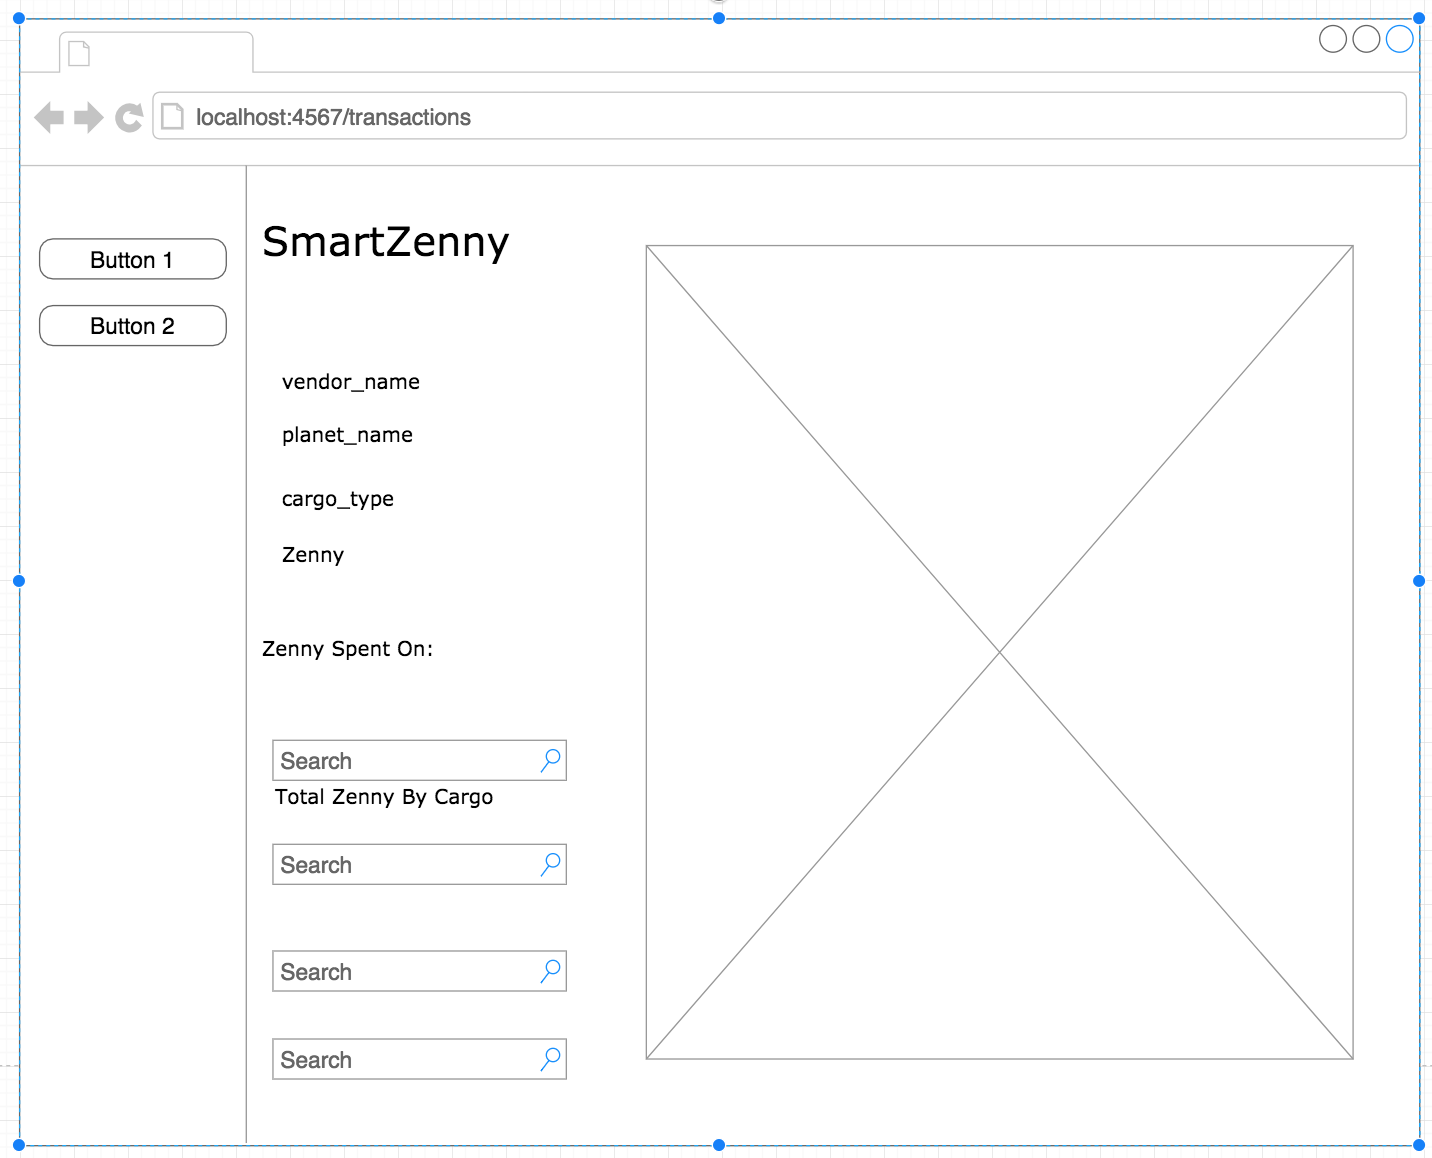 localhost:4567/transactions
Button 1
Button 2
SmartZenny
vendor_name
planet_name
cargo_type
Zenny
Zenny Spent On:
Search
Total Zenny By Cargo
Search
Search
Search